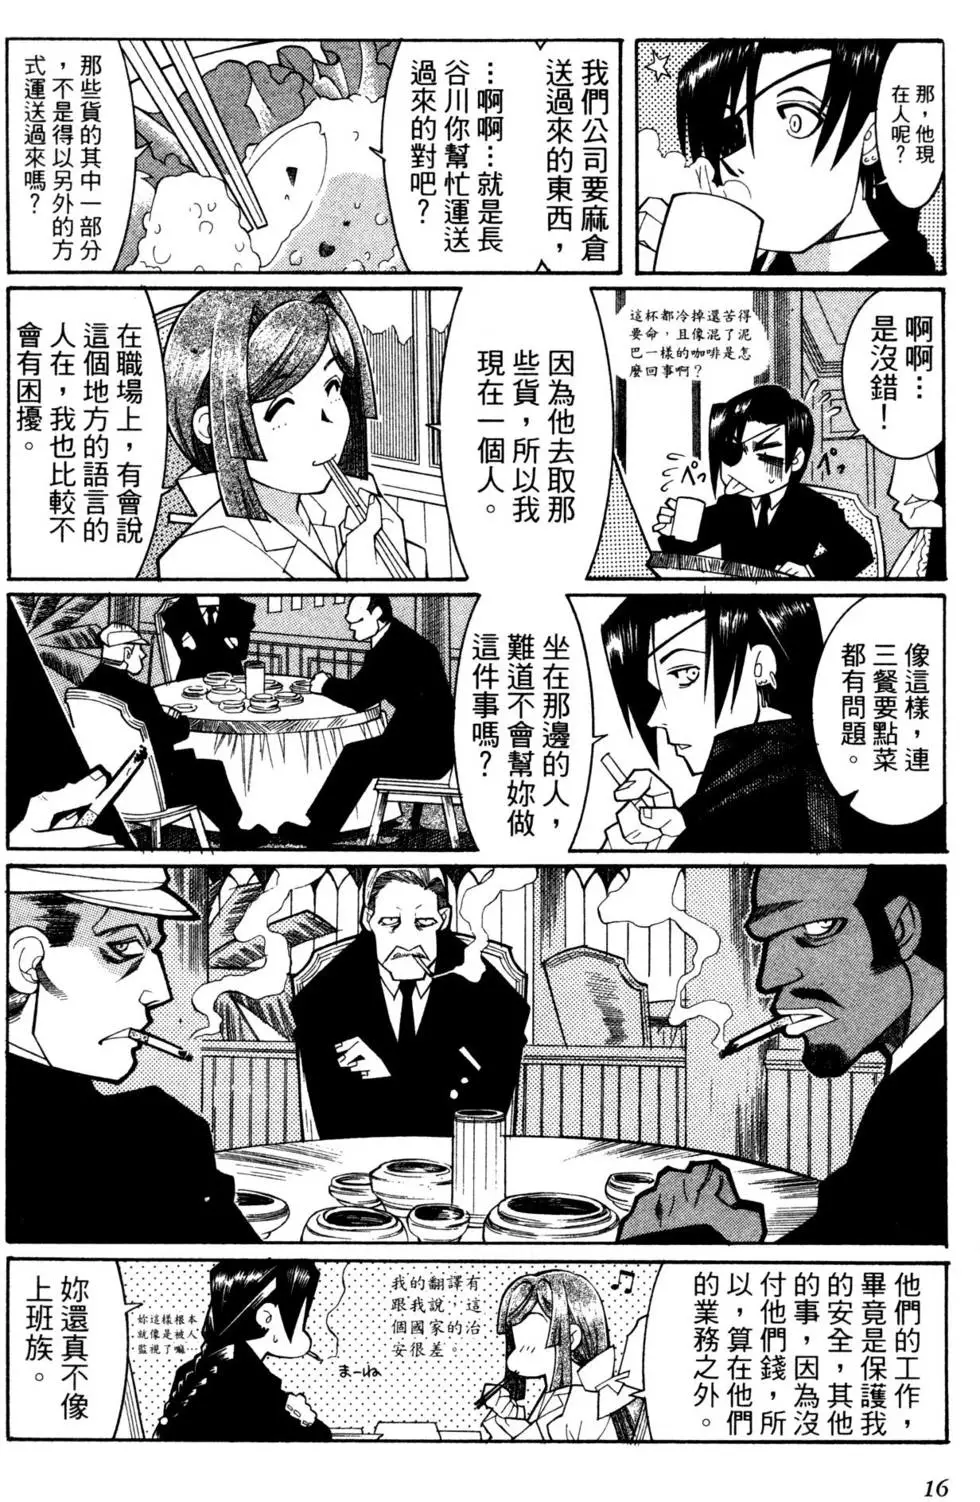 那，他現
在人呢？
我們公司要麻倉
送過來的東西，
…啊啊…就是長
谷川你幫忙運送
過來的對吧？
那些貨的其中一部分
，不是得以另外的方
式運送過來嗎？
啊啊…
是沒錯！
這杯都冷掉還苦得
要命，且像混了泥
巴一樣的咖啡是怎
麼回事啊？
ぺっ
ぺっ
因為他去取那
些貨，所以我
現在一個人。
在職場上，有會說
這個地方的語言的
人在，我也比較不
會有困擾。
像這樣，連
三餐要點菜
都有問題。
坐在那邊的人，
難道不會幫妳做
這件事嗎？
他們的工作，
畢竟是保護我
的安全，其他
的事，因為沒
付他們錢，所
以，算在他們
的業務之外。
我的翻譯有
跟我說，這
個國家的治
安很差。
まーね
妳這樣根本
就像是被人
監視了嘛
妳還真不像
上班族。
16